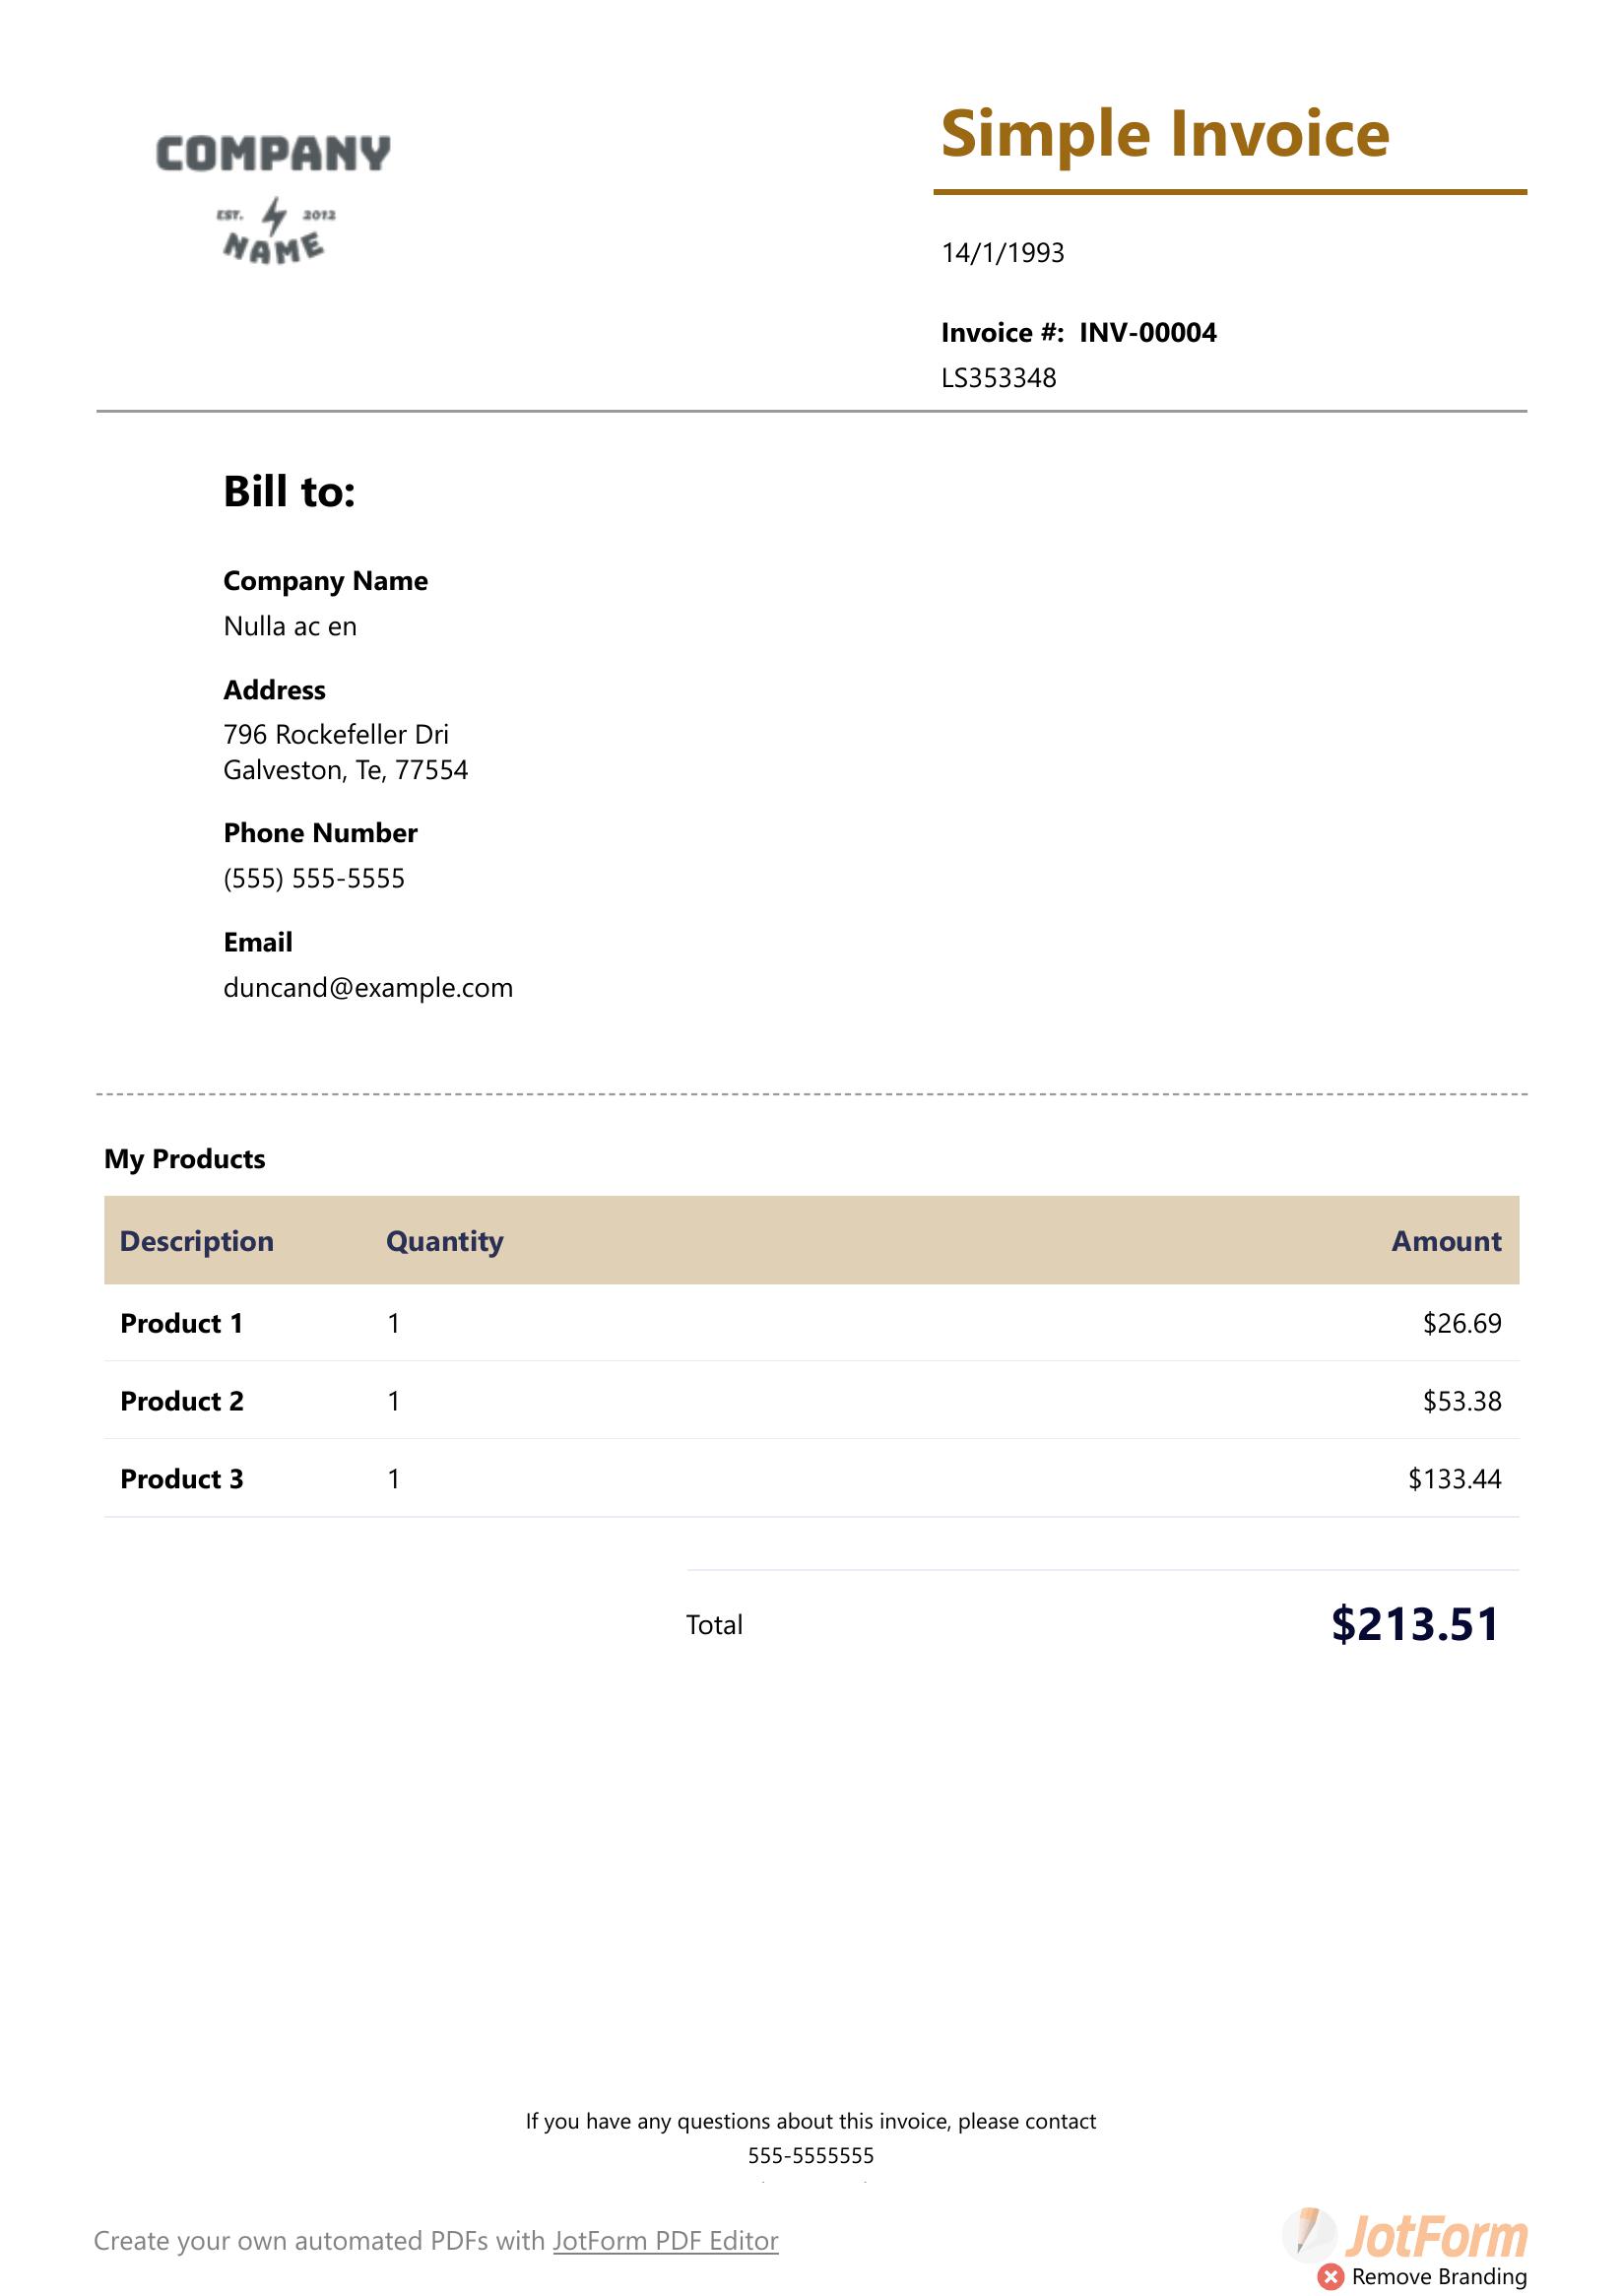 COMPANY
EST. 2012
NAME
Simple Invoice
14/1/1993
Invoice #: INV-00004
LS353348
Bill to:
Company Name
Nulla ac en
Address
796 Rockefeller Dri
Galveston, Te, 77554
Phone Number
(555) 555-5555
Email
duncand@example.com
My Products
Description Quantity Amount
Product 1 1 $26.69
Product 2 1 $53.38
Product 3 1 $133.44
Total $213.51
If you have any questions about this invoice, please contact
555-5555555
Create your own automated PDFs with JotForm PDF Editor
JotForm
Remove Branding